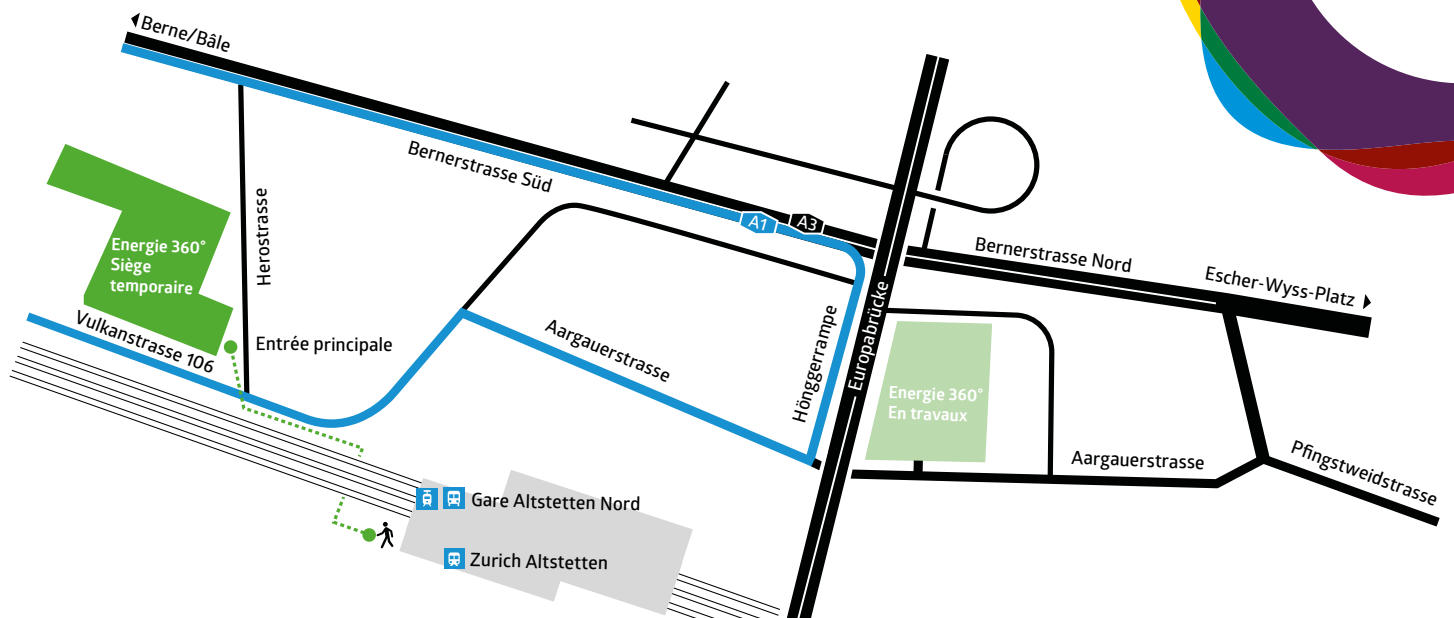 Berne/Bâle
Bernerstrasse Süd
Herostrasse
Energie 360°
Siège
temporaire
Vulkanstrasse 106
Entrée principale
A1
A3
Bernerstrasse Nord
Escher-Wyss-Platz
Aargauerstrasse
Hönggerrampe
Europabrücke
Energie 360°
En travaux
Aargauerstrasse
Pfingstweidstrasse
Gare Altstetten Nord
Zurich Altstetten